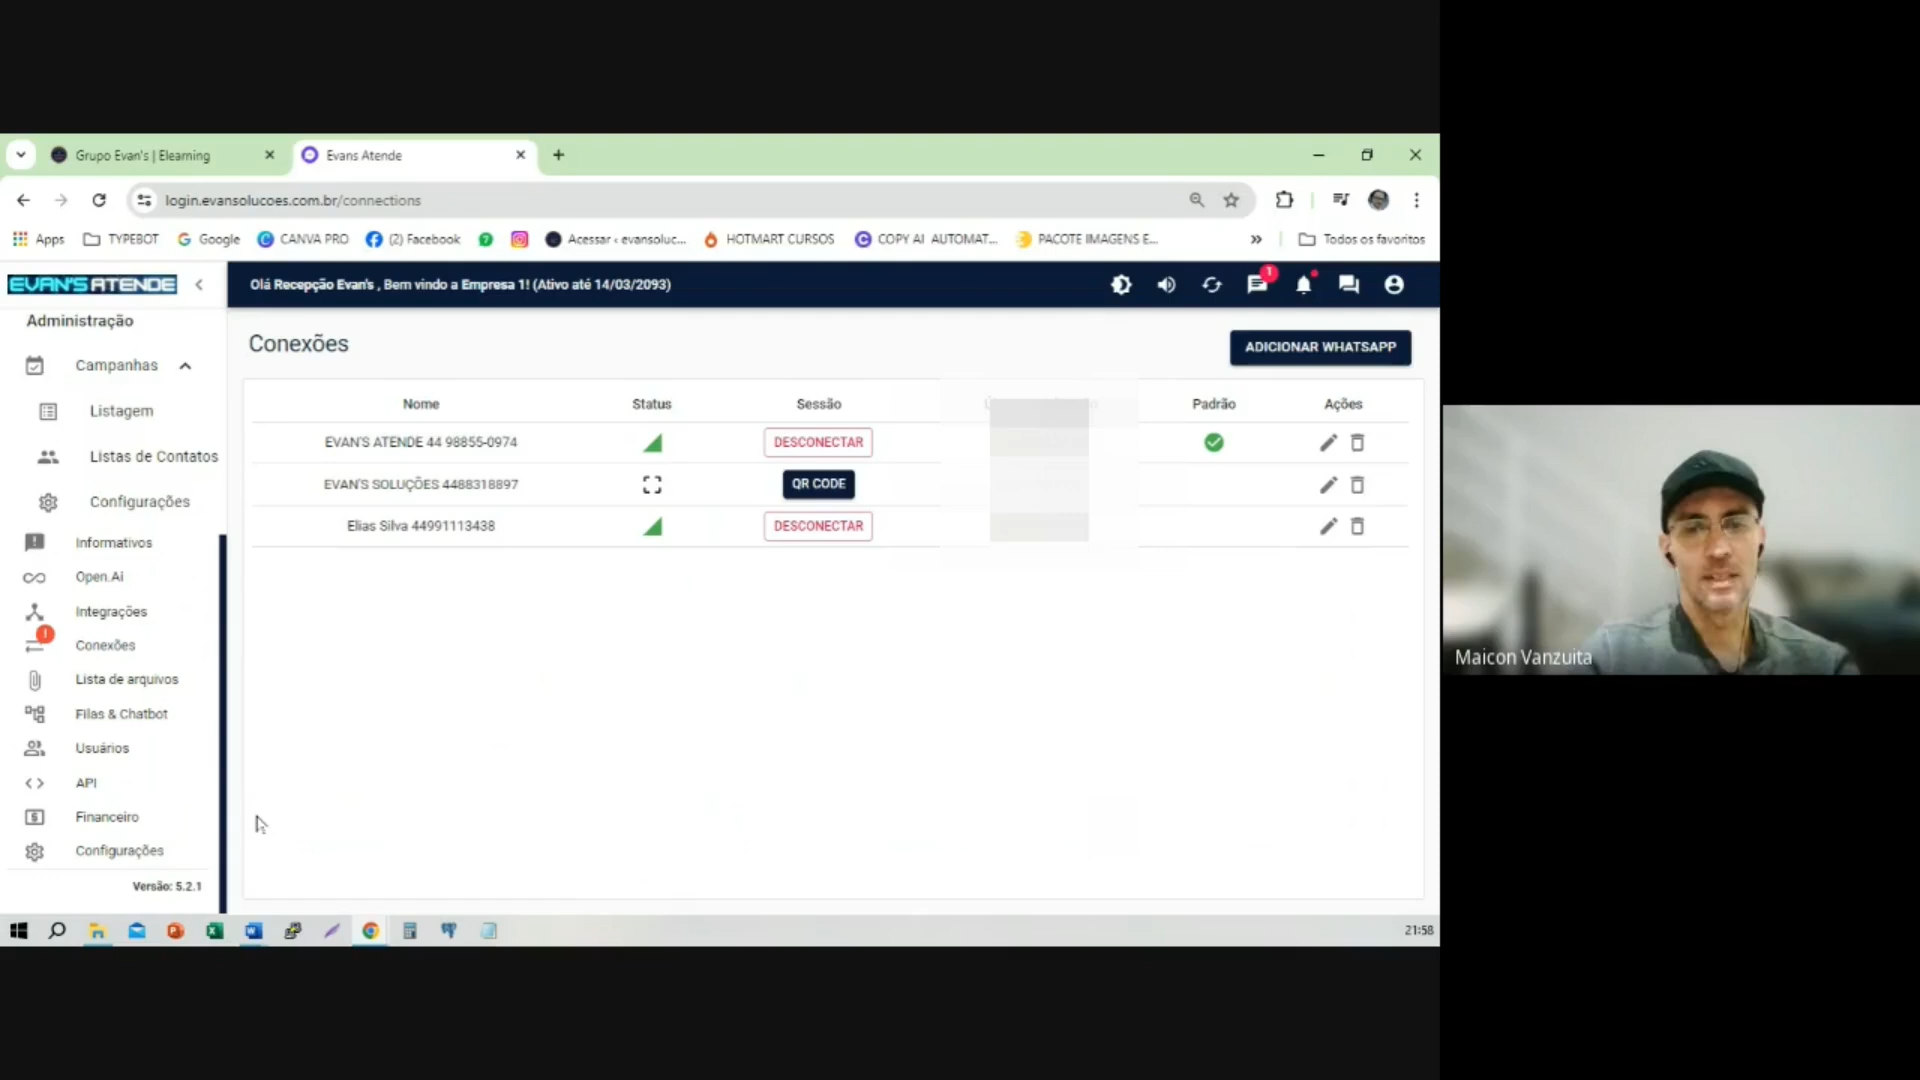 Grupo Evan's | Elearning
Evans Atende
login.evansolucoes.com.br/connections
Apps
TYPEBOT
Google
CANVA PRO
(2) Facebook
Acessar ‹ evansoluc...
HOTMART CURSOS
COPY AI AUTOMAT...
PACOTE IMAGENS E...
Todos os favoritos
EVAN'S ATENDE
Olá Recepção Evan's , Bem vindo a Empresa 1! (Ativo até 14/03/2093)
1
Administração
Campanhas
Listagem
Listas de Contatos
Configurações
Informativos
Open.Ai
Integrações
!
Conexões
Lista de arquivos
Filas & Chatbot
Usuários
API
Financeiro
Configurações
Versão: 5.2.1
Conexões
ADICIONAR WHATSAPP
Nome Status Sessão Padrão Ações
EVAN'S ATENDE 44 98855-0974 DESCONECTAR
EVAN'S SOLUÇÕES 4488318897 QR CODE
Elias Silva 44991113438 DESCONECTAR
21:58
Maicon Vanzuita